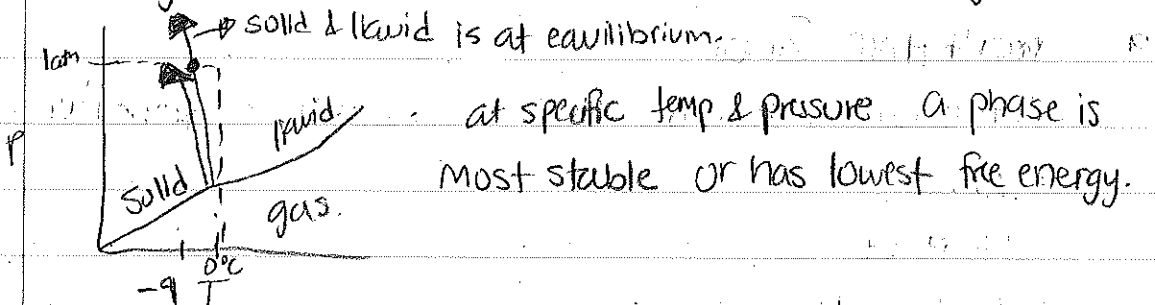 solid & liquid is at equilibrium.
1atm
P
liquid
Solid
gas.
at specific temp & pressure a phase is
most stable or has lowest free energy.
0°C
-9 T